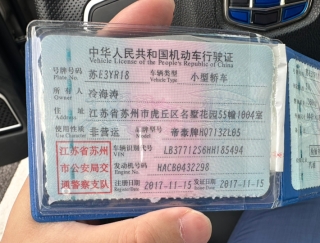 中华人民共和国机动车行驶证
Vehicle License of the People's Republic of China
号牌号码 苏E3YR18 车辆类型 小型轿车
Plate No. Vehicle Type
所有人 冷海涛
Owner
住址 江苏省苏州市虎丘区名墅花园55幢1004室
Address
使用性质 非营运 车辆型号 帝豪牌HQ7132L05
Use Character Model
江苏省苏州 车辆识别代号 LB37712S6HH185494
VIN
市公安局交 发动机号码 HACB0432298
Engine No.
通警察支队 注册日期 2017-11-15 发证日期 2017-11-15
Register Date Issue Date